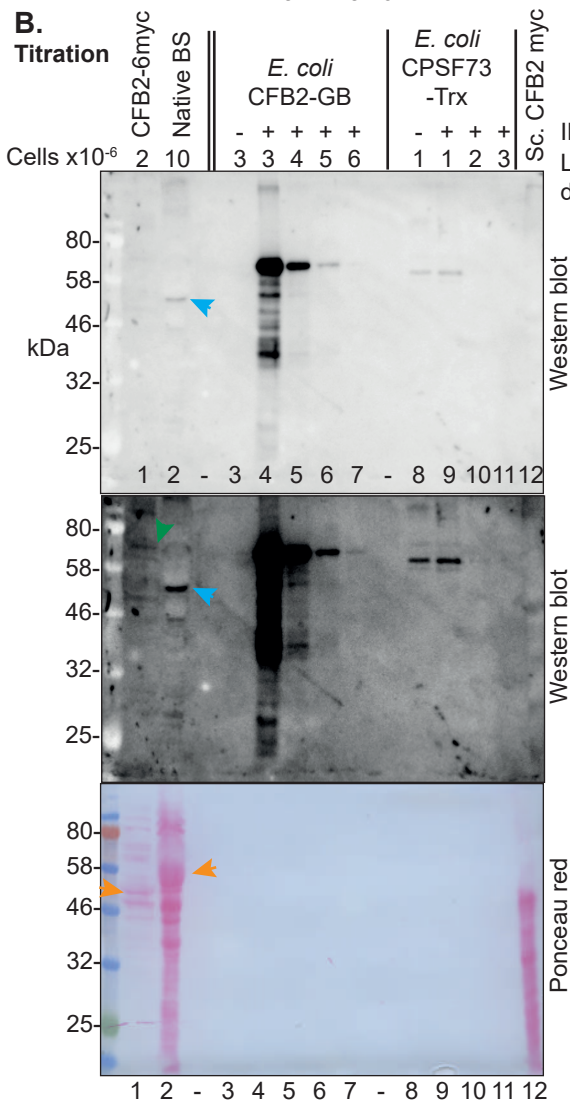 B.
Titration
CFB2-6myc
Native BS
E. coli
CFB2-GB
E. coli
CPSF73
-Trx
Sc. CFB2 myc
- + + + + - + + +
Cells x10-6 2 10 3 3 4 5 6 1 1 2 3
80-
58-
46-
kDa
32-
25-
Western blot
1 2 - 3 4 5 6 7 - 8 9 10 11 12
80-
58-
46-
32-
25-
Western blot
80-
58-
46-
32-
25-
Ponceau red
1 2 - 3 4 5 6 7 - 8 9 10 11 12